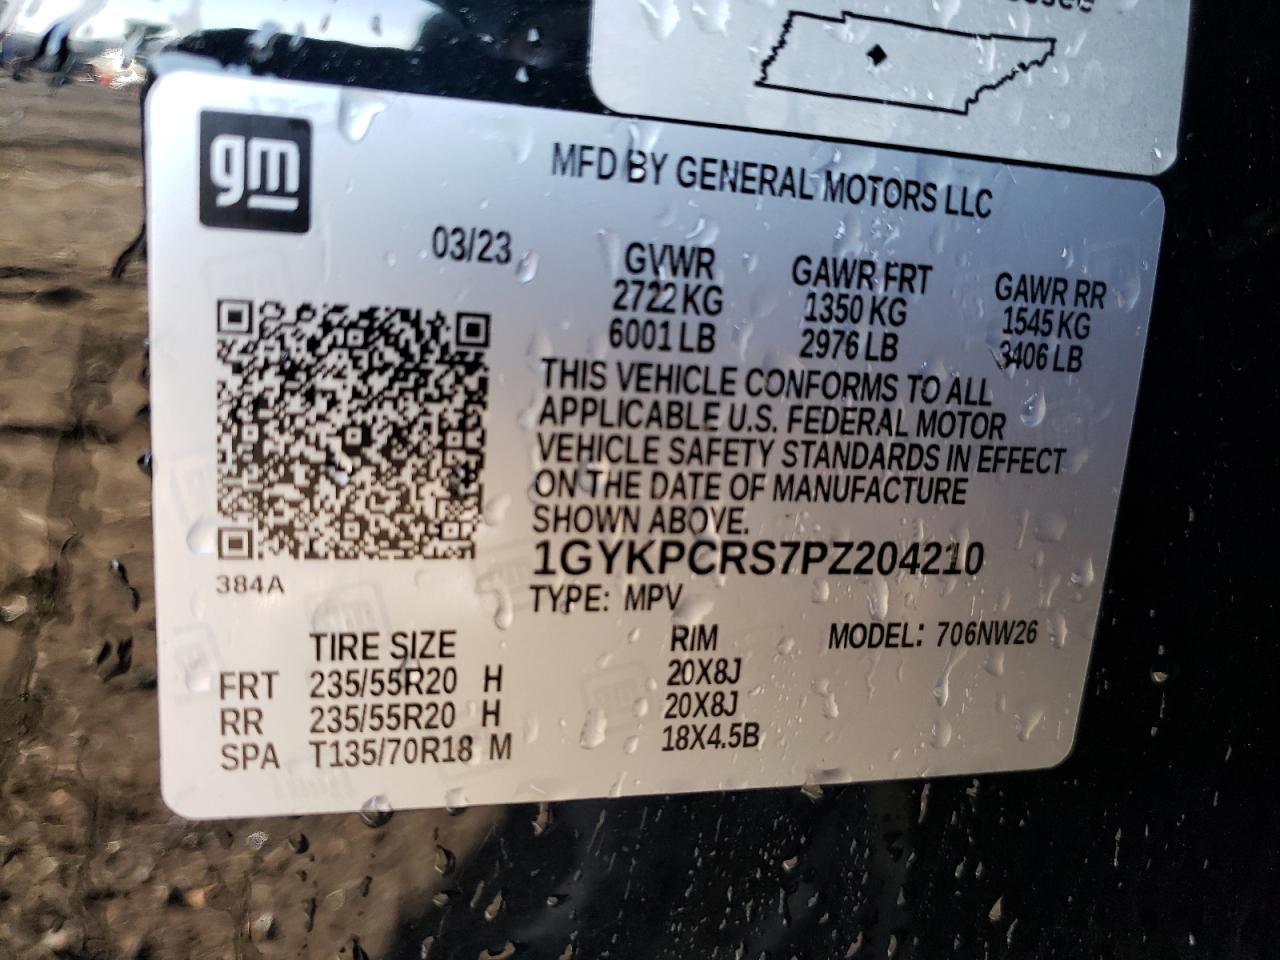 gm
MFD BY GENERAL MOTORS LLC
03/23
GVWR GAWR FRT GAWR RR
2722 KG 1350 KG 1545 KG
6001 LB 2976 LB 3406 LB
THIS VEHICLE CONFORMS TO ALL
APPLICABLE U.S. FEDERAL MOTOR
VEHICLE SAFETY STANDARDS IN EFFECT
ON THE DATE OF MANUFACTURE
SHOWN ABOVE.
1GYKPCRS7PZ204210
384A
TYPE: MPV
TIRE SIZE RIM MODEL: 706NW26
FRT 235/55R20 H 20X8J
RR 235/55R20 H 20X8J
SPA T135/70R18 M 18X4.5B